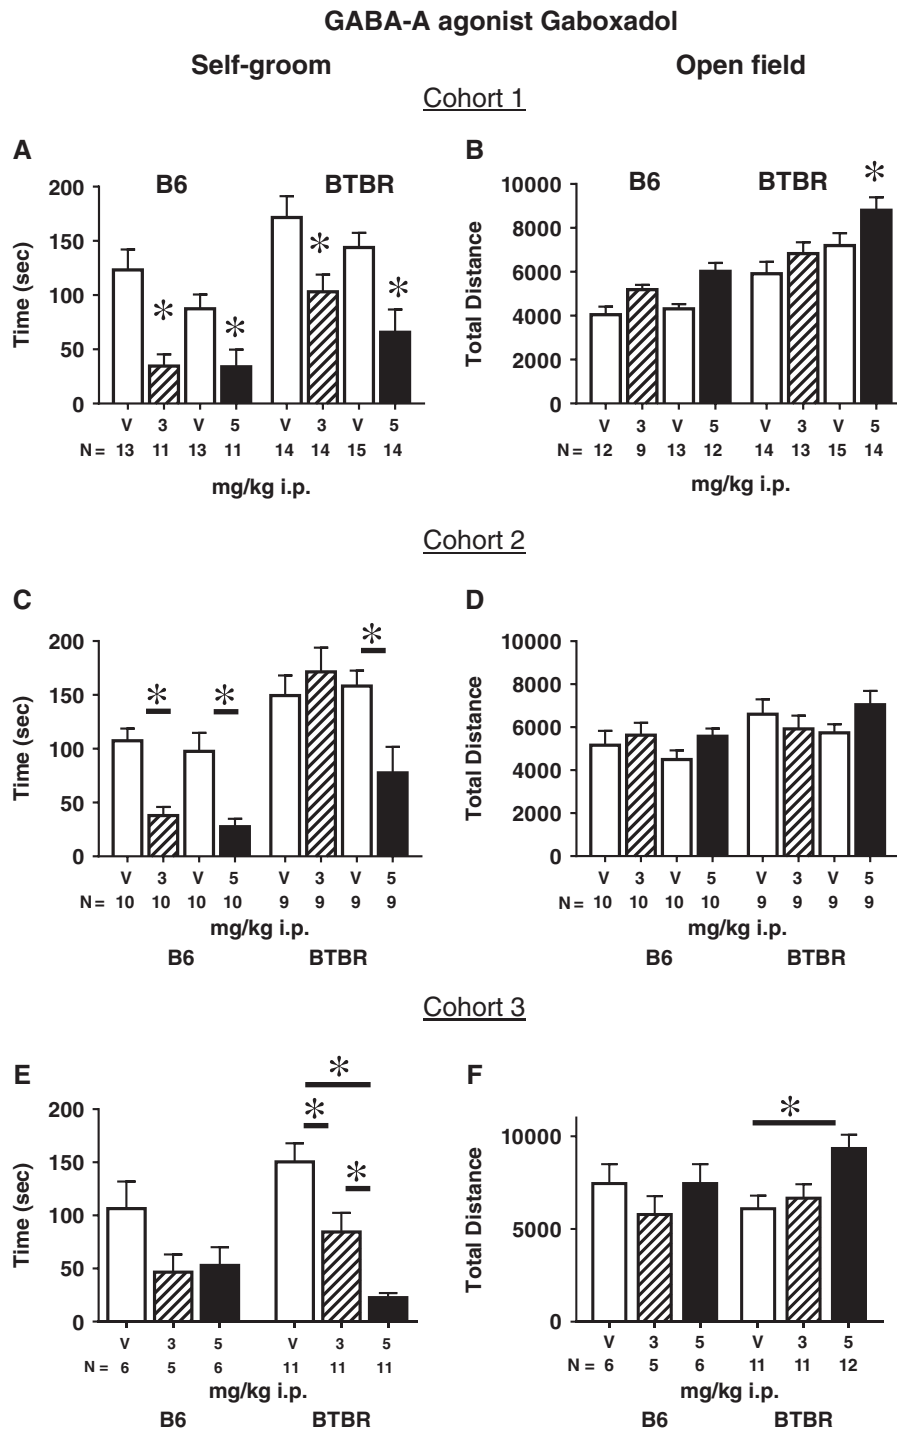 GABA-A agonist Gaboxadol
Self-groom Open field
Cohort 1
A B
B6 BTBR * B6 BTBR *
200 150 100 50 0
Time (sec)
* * * *
10000 8000 6000 4000 2000 0
Total Distance
V 3 V 5 V 3 V 5 V 3 V 5 V 3 V 5
N = 13 11 13 11 14 14 15 14 N = 12 9 13 12 14 13 15 14
mg/kg i.p. mg/kg i.p.
Cohort 2
C D
200 150 100 50 0
Time (sec)
* * *
10000 8000 6000 4000 2000 0
Total Distance
V 3 V 5 V 3 V 5 V 3 V 5 V 3 V 5
N = 10 10 10 10 9 9 9 9 N = 10 10 10 10 9 9 9 9
mg/kg i.p. mg/kg i.p.
B6 BTBR B6 BTBR
Cohort 3
E F
200 150 100 50 0
Time (sec)
* * *
10000 5000 0
Total Distance
*
V 3 5 V 3 5 V 3 5 V 3 5
N = 6 5 6 11 11 11 N = 6 5 6 11 11 12
mg/kg i.p. mg/kg i.p.
B6 BTBR B6 BTBR